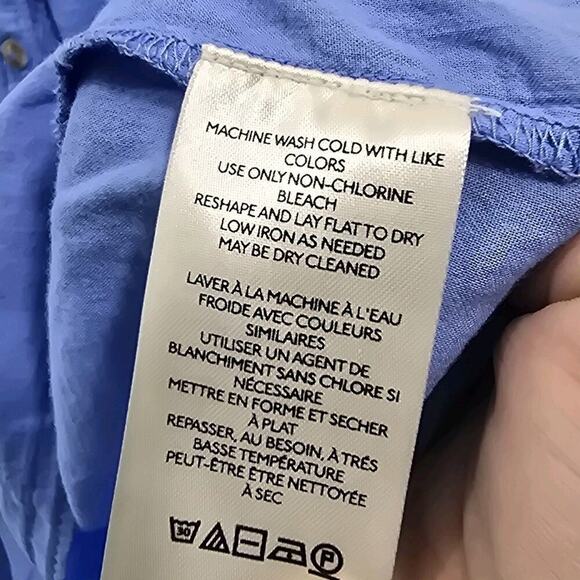 MACHINE WASH COLD WITH LIKE
COLORS
USE ONLY NON-CHLORINE
BLEACH
RESHAPE AND LAY FLAT TO DRY
LOW IRON AS NEEDED
MAY BE DRY CLEANED
LAVER À LA MACHINE À L'EAU
FROIDE AVEC COULEURS
SIMILAIRES
UTILISER UN AGENT DE
BLANCHIMENT SANS CHLORE SI
NÉCESSAIRE
METTRE EN FORME ET SECHER
À PLAT
REPASSER, AU BESOIN, À TRÉS
BASSE TEMPÉRATURE
PEUT-ÊTRE ÊTRE NETTOYÉE
À SEC
30 P